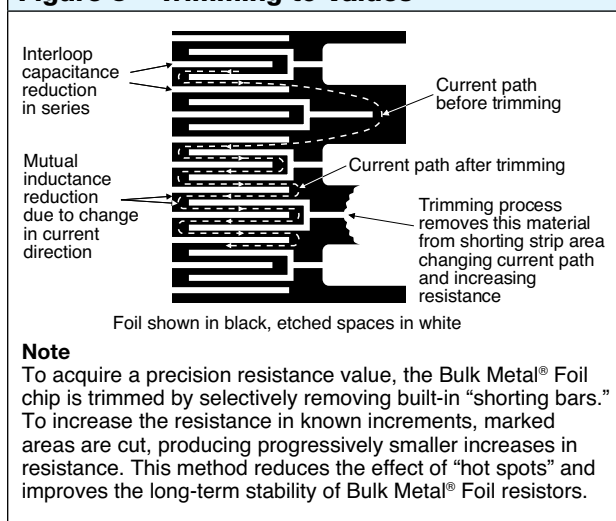 Interloop
capacitance
reduction
in series
Current path
before trimming
Mutual
inductance
reduction
due to change
in current
direction
Current path after trimming
Trimming process
removes this material
from shorting strip area
changing current path
and increasing
resistance
Foil shown in black, etched spaces in white
Note
To acquire a precision resistance value, the Bulk Metal® Foil
chip is trimmed by selectively removing built-in “shorting bars.”
To increase the resistance in known increments, marked
areas are cut, producing progressively smaller increases in
resistance. This method reduces the effect of “hot spots” and
improves the long-term stability of Bulk Metal® Foil resistors.